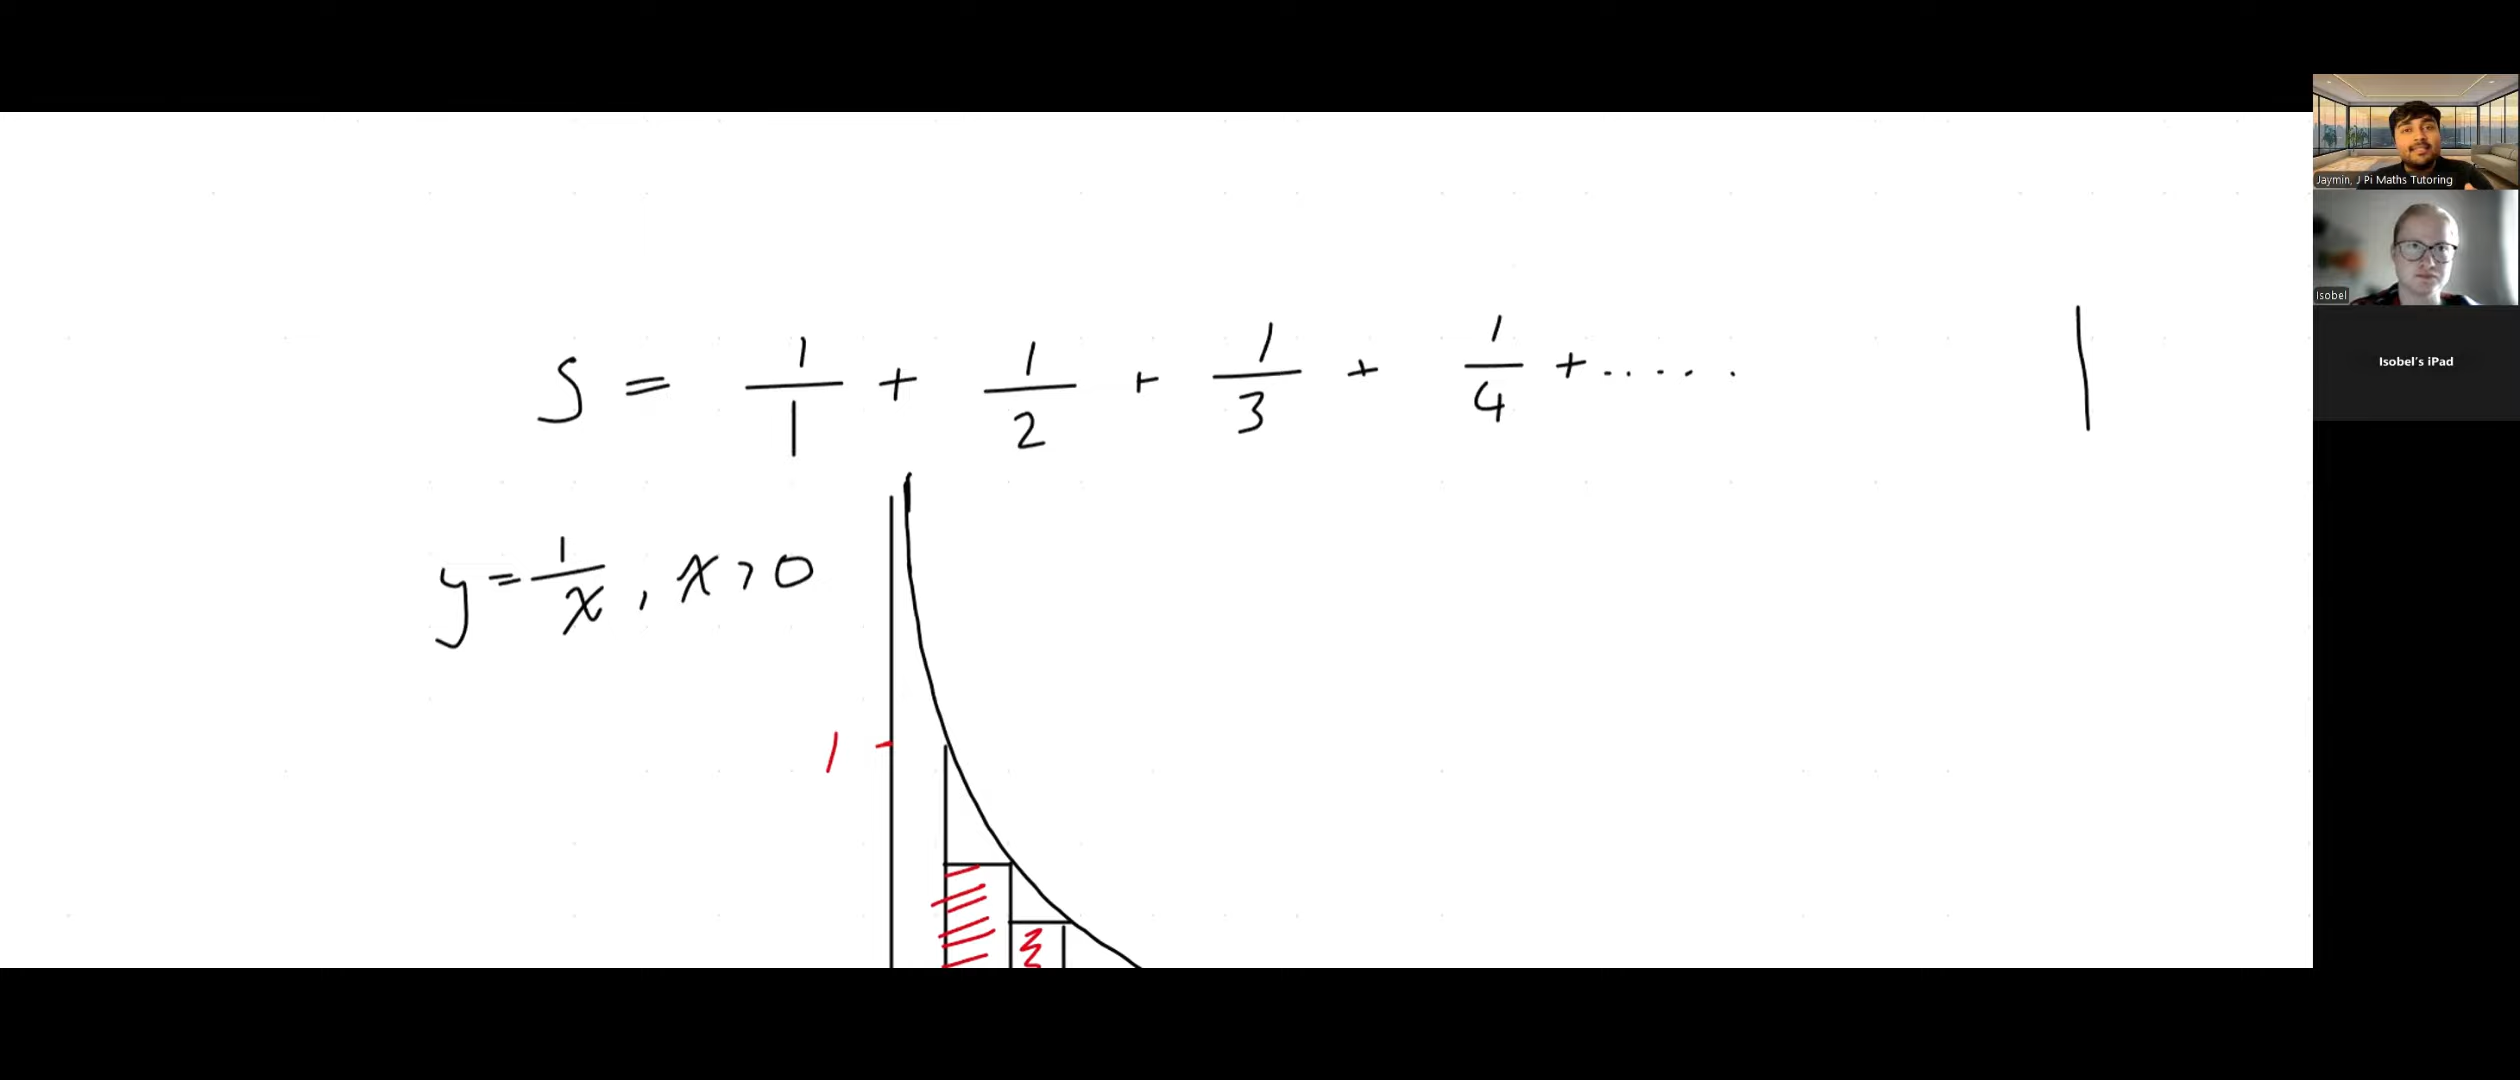 S = 1/1 + 1/2 + 1/3 + 1/4 + .....
y = 1/x, x > 0
1
Jaymin, J Pi Maths Tutoring
Isobel
Isobel's iPad